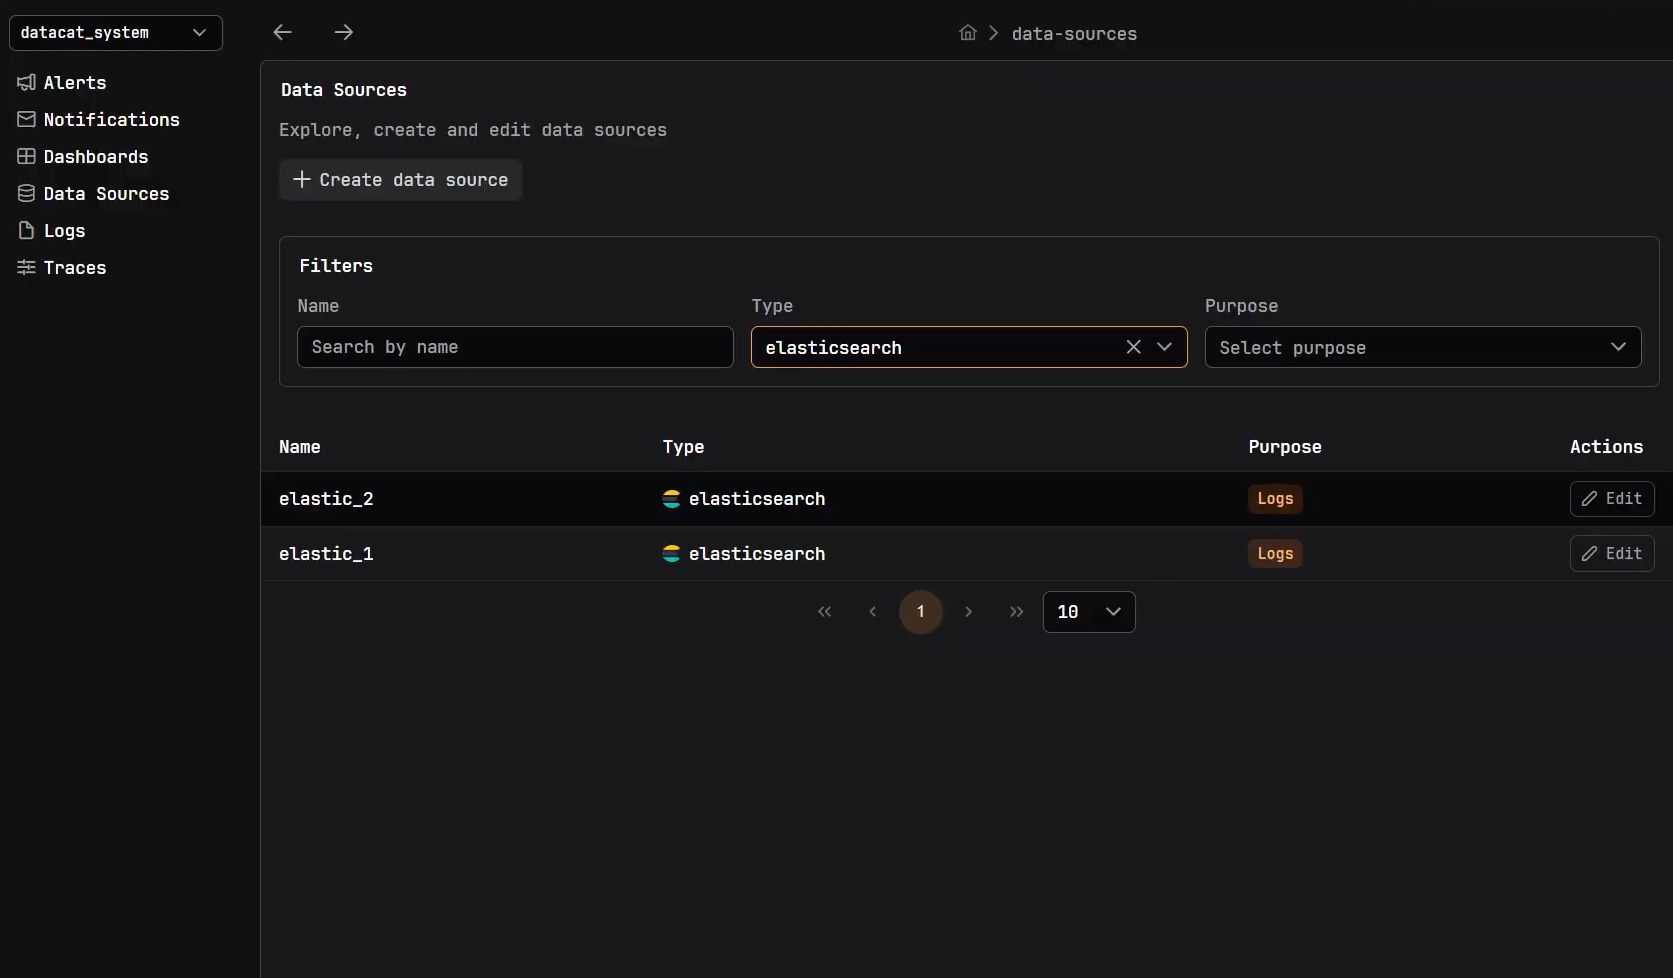 datacat_system
data-sources
Alerts
Notifications
Dashboards
Data Sources
Logs
Traces
Data Sources
Explore, create and edit data sources
Create data source
Filters
Name Type Purpose
Search by name elasticsearch Select purpose
Name Type Purpose Actions
elastic_2 elasticsearch Logs Edit
elastic_1 elasticsearch Logs Edit
1 10